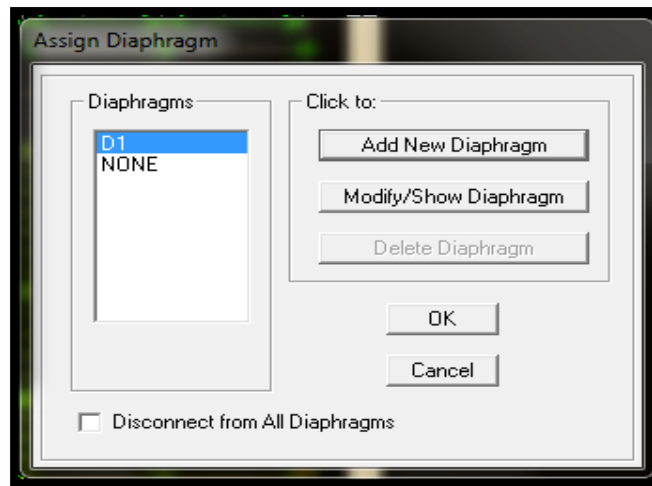 Assign Diaphragm
Diaphragms
D1
NONE
Click to:
Add New Diaphragm
Modify/Show Diaphragm
Delete Diaphragm
OK
Cancel
Disconnect from All Diaphragms